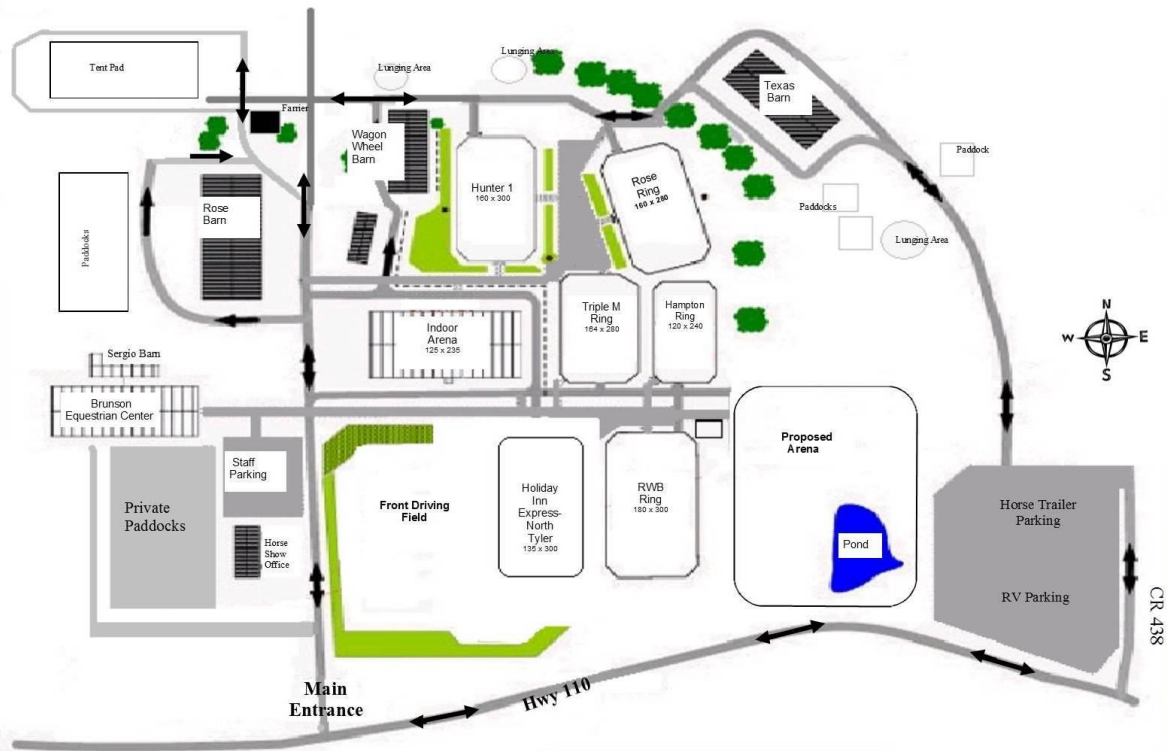 Tent Pad
Lunging Area
Lunging Area
Farrier
Texas
Barn
Wagon
Wheel
Barn
Paddock
Hunter 1
160 x 300
Rose
Ring
160 x 280
Rose
Barn
Paddocks
Paddocks
Lunging Area
Triple M
Ring
164 x 280
Hampton
Ring
120 x 240
Indoor
Arena
125 x 235
N
W
E
S
Sergio Barn
Brunson
Equestrian Center
Proposed
Arena
Staff
Parking
Private
Paddocks
Front Driving
Field
Holiday
Inn
Express-
North
Tyler
135 x 300
RWB
Ring
180 x 300
Horse Trailer
Parking
Horse
Show
Office
Pond
RV Parking
CR 438
Main
Entrance
Hwy 110